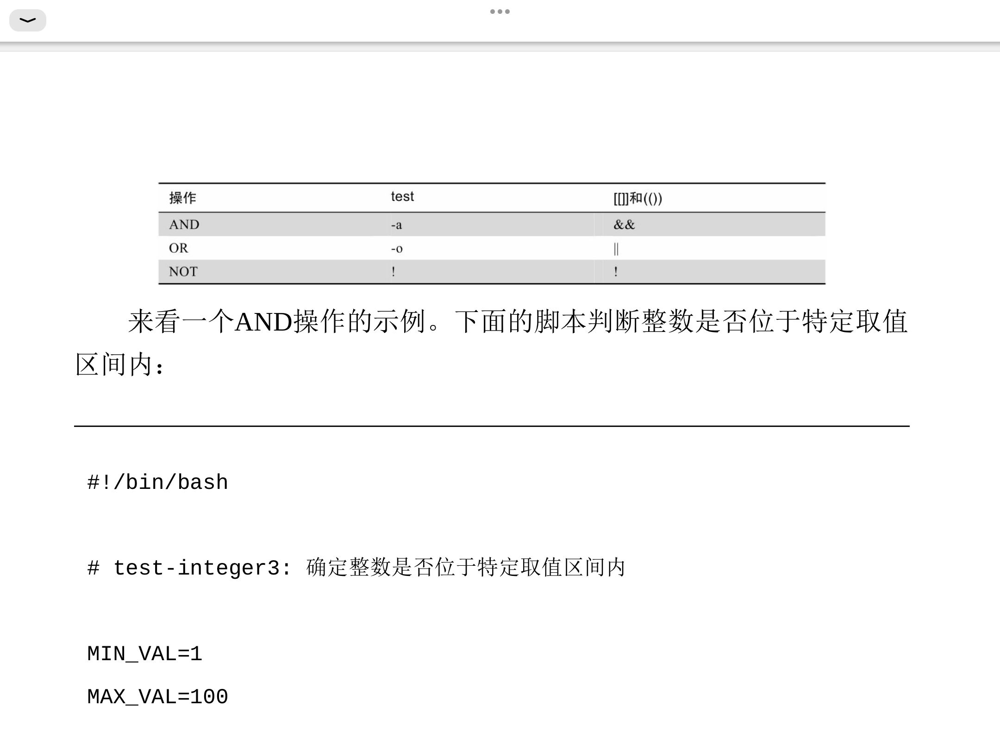 操作 test [[]]和(())
AND -a &&
OR -o ||
NOT ! !
来看一个AND操作的示例。下面的脚本判断整数是否位于特定取值
区间内：
#!/bin/bash
# test-integer3: 确定整数是否位于特定取值区间内
MIN_VAL=1
MAX_VAL=100